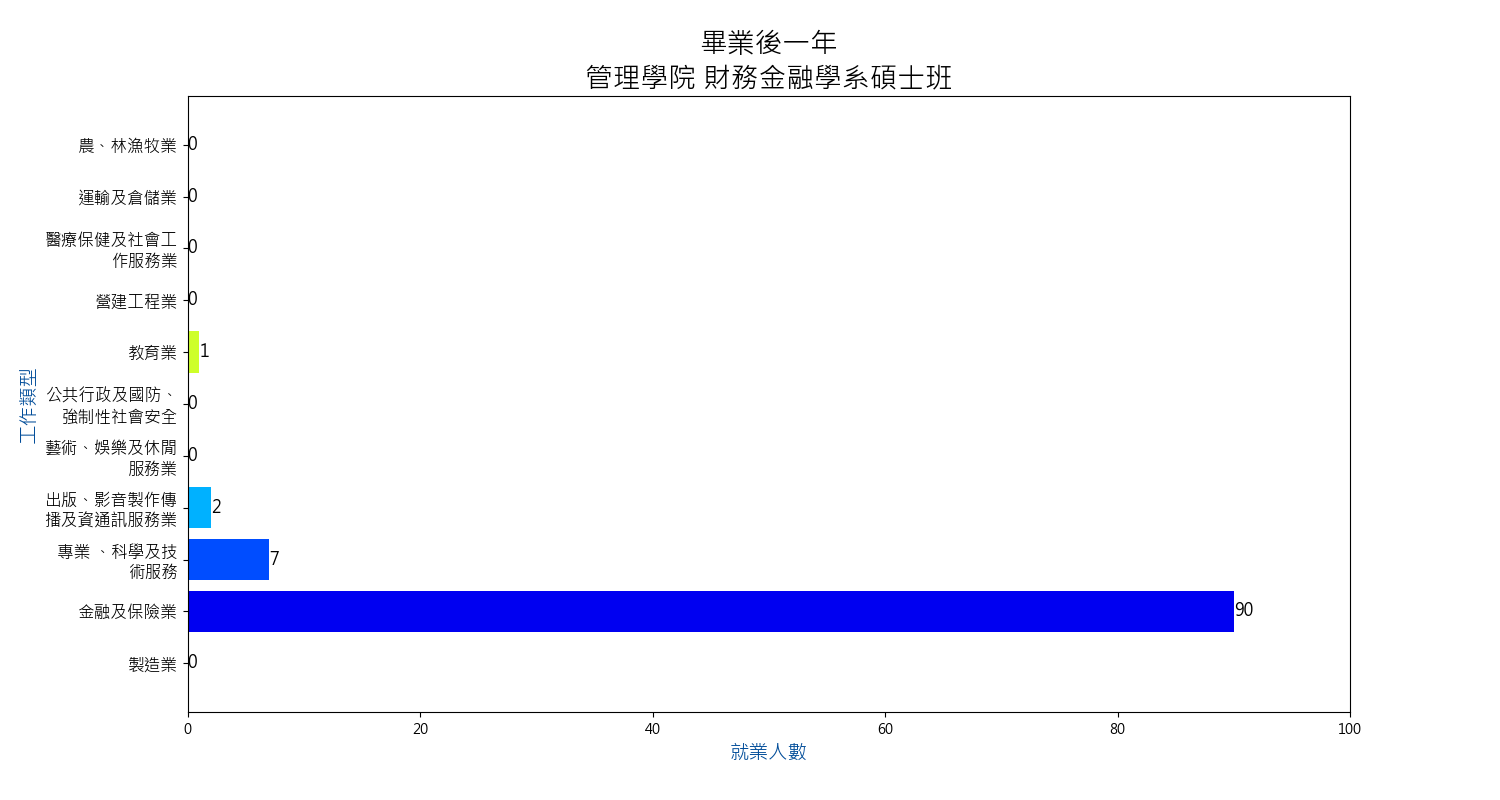 畢業後一年
管理學院 財務金融學系碩士班
農、林漁牧業
0
運輸及倉儲業
0
醫療保健及社會工
作服務業
0
營建工程業
0
教育業
1
公共行政及國防、
強制性社會安全
0
藝術、娛樂及休閒
服務業
0
出版、影音製作傳
播及資通訊服務業
2
專業 、科學及技
術服務
7
金融及保險業
90
製造業
0
工作類型
0 20 40 60 80 100
就業人數